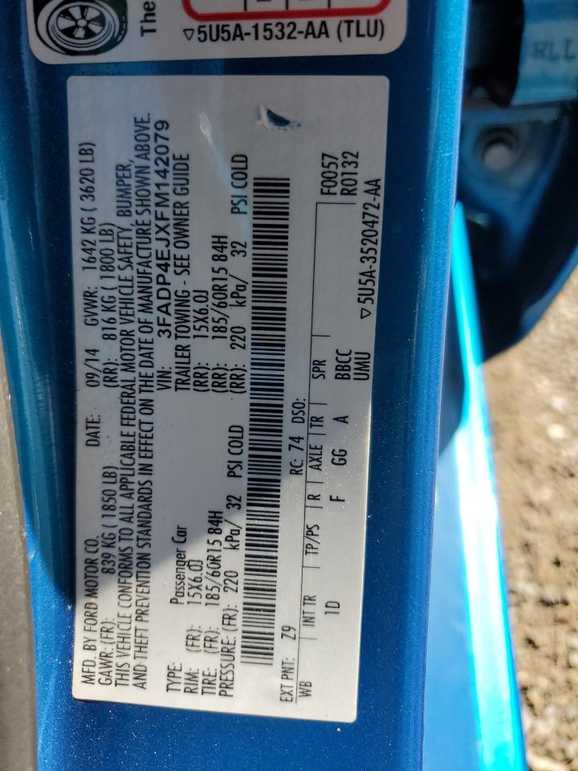 The
▽5U5A-1532-AA (TLU)
RLL
MFD. BY FORD MOTOR CO.
DATE: 09/14 GVWR: 1642 KG ( 3620 LB)
GAWR: (FR): 839 KG ( 1850 LB) (RR): 816 KG ( 1800 LB)
THIS VEHICLE CONFORMS TO ALL APPLICABLE FEDERAL MOTOR VEHICLE SAFETY, BUMPER,
AND THEFT PREVENTION STANDARDS IN EFFECT ON THE DATE OF MANUFACTURE SHOWN ABOVE.
VIN: 3FADP4EJXFM142079
TYPE: Passenger Car TRAILER TOWING - SEE OWNER GUIDE
RIM: (FR): 15X6.0J (RR): 15X6.0J
TIRE: (FR): 185/60R15 84H (RR): 185/60R15 84H
PRESSURE: (FR): 220 kPa/ 32 PSI COLD (RR): 220 kPa/ 32 PSI COLD
EXT PNT: Z9 RC: 74 DSO: F0057
R0132
WB INT TR TP/PS R AXLE TR SPR
1D F GG A BBCC
UMU
▽5U5A-3520472-AA